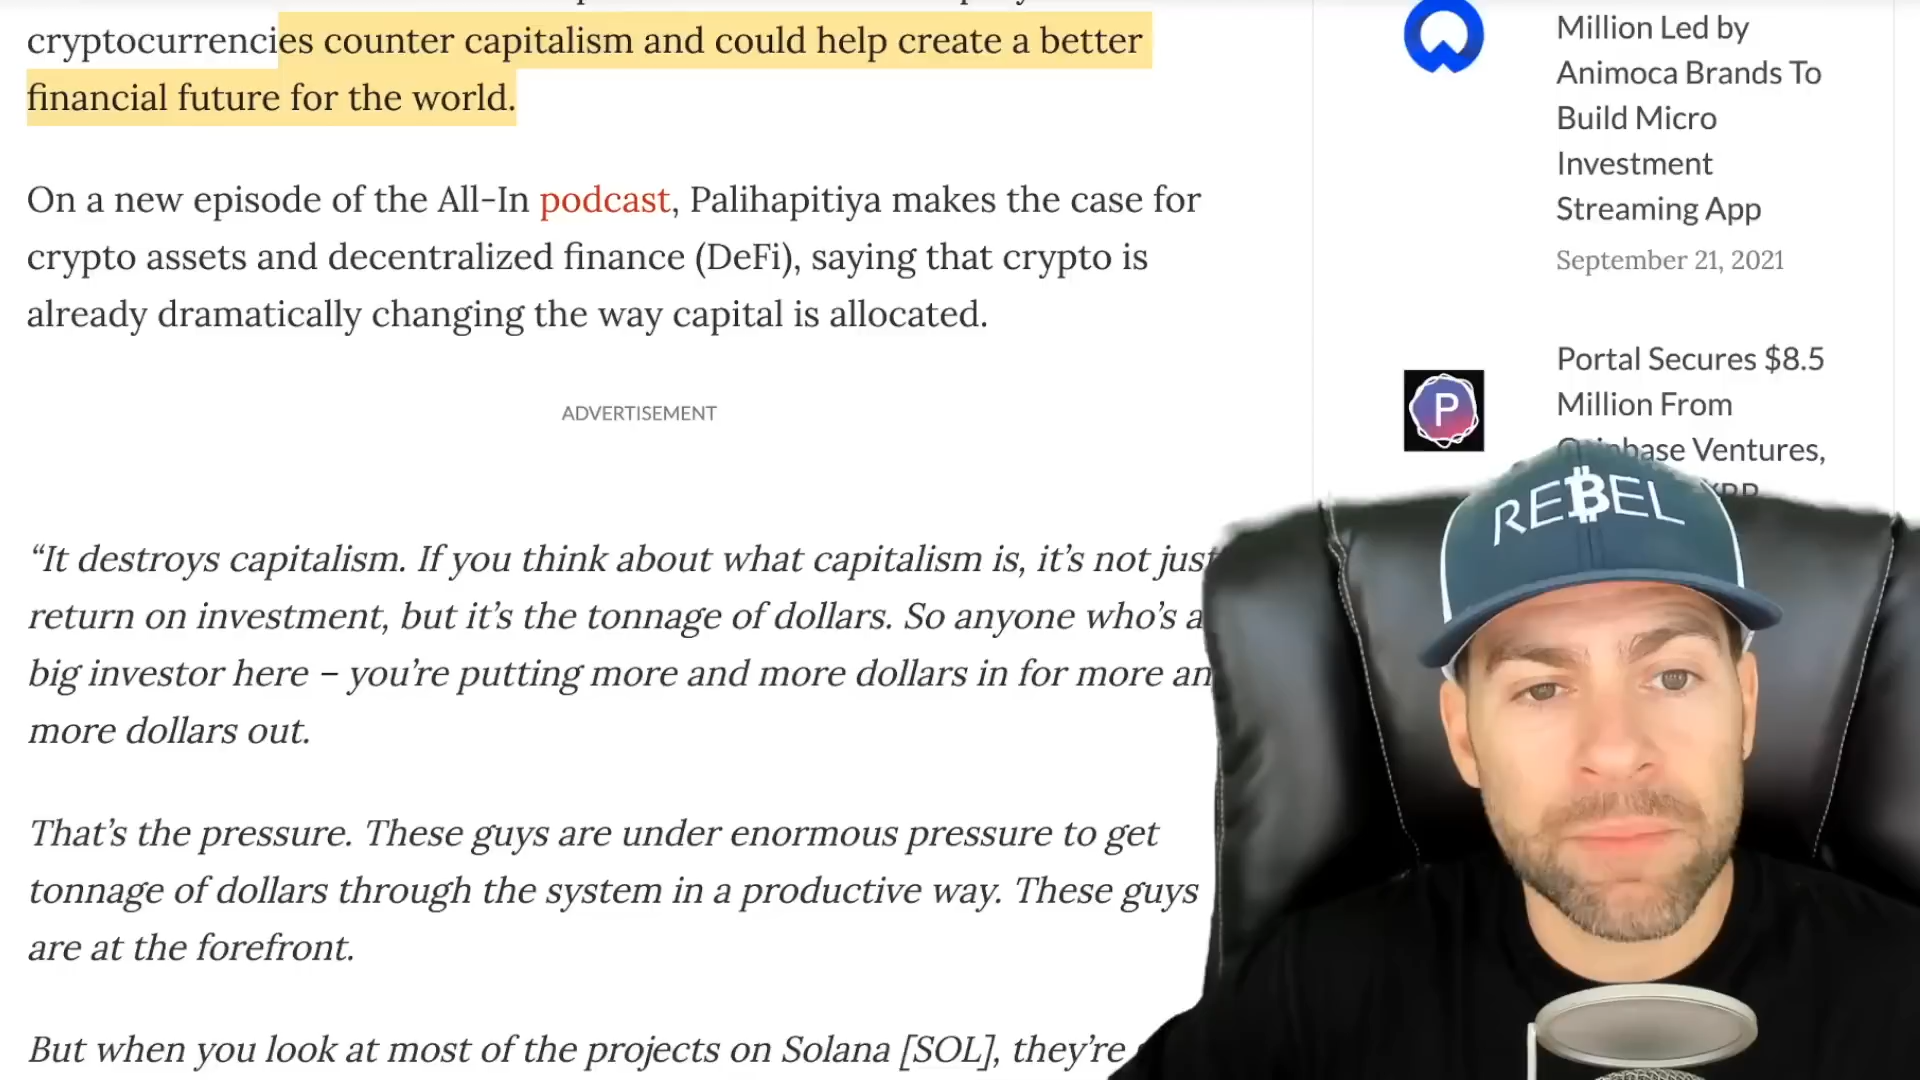 cryptocurrencies counter capitalism and could help create a better
financial future for the world.
On a new episode of the All-In podcast, Palihapitiya makes the case for
crypto assets and decentralized finance (DeFi), saying that crypto is
already dramatically changing the way capital is allocated.
ADVERTISEMENT
“It destroys capitalism. If you think about what capitalism is, it’s not just
return on investment, but it’s the tonnage of dollars. So anyone who’s a
big investor here – you’re putting more and more dollars in for more an
more dollars out.
That’s the pressure. These guys are under enormous pressure to get
tonnage of dollars through the system in a productive way. These guys
are at the forefront.
But when you look at most of the projects on Solana [SOL], they’re
Million Led by
Animoca Brands To
Build Micro
Investment
Streaming App
September 21, 2021
P
Portal Secures $8.5
Million From
Coinbase Ventures,
XRP
REBEL